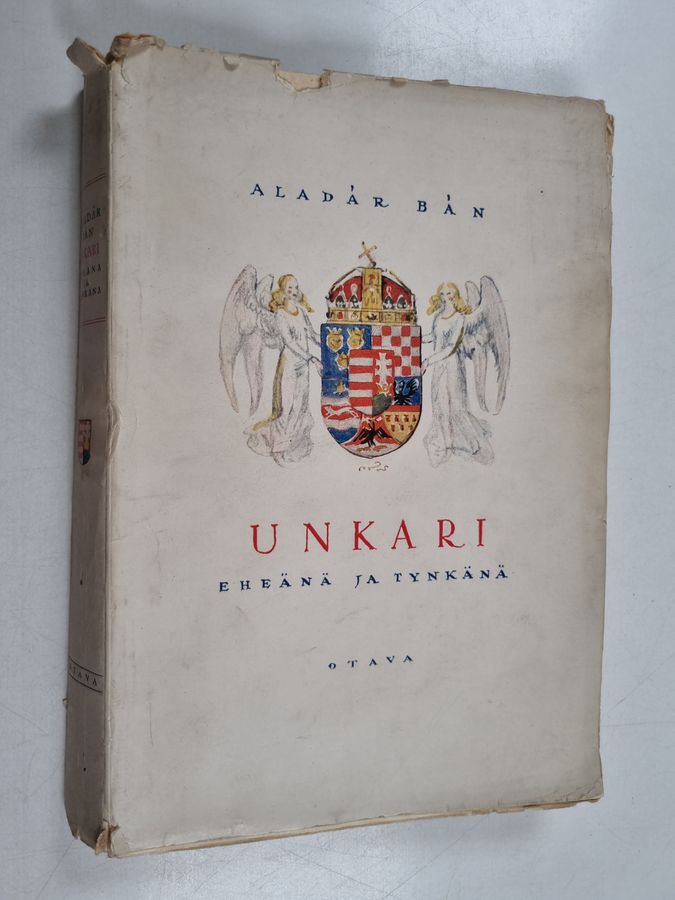 ALADÁR BÁN
UNKARI
EHEÄNÄ JA TYNKÄNÄ
OTAVA